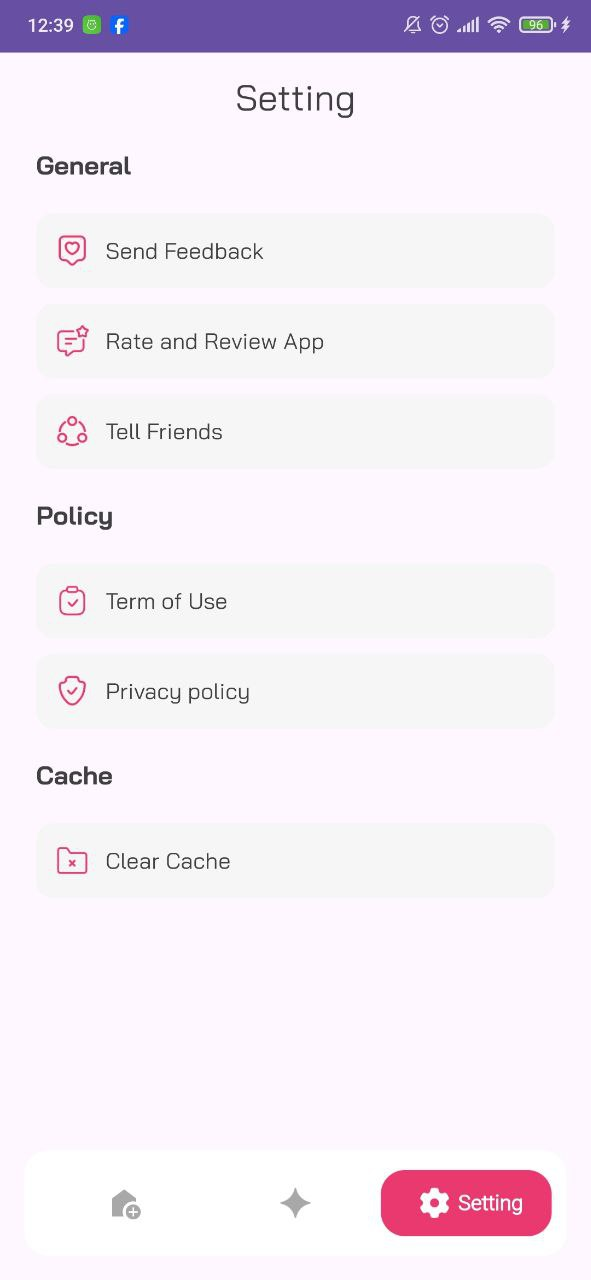 12:39
96
Setting
General
Send Feedback
Rate and Review App
Tell Friends
Policy
Term of Use
Privacy policy
Cache
Clear Cache
Setting